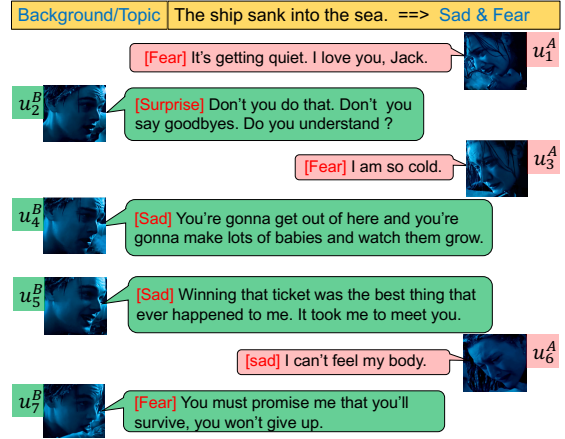 Background/Topic The ship sank into the sea. ==> Sad & Fear
[Fear] It's getting quiet. I love you, Jack. u₁ᴬ
u₂ᴮ [Surprise] Don't you do that. Don't you
say goodbyes. Do you understand ?
[Fear] I am so cold. u₃ᴬ
u₄ᴮ [Sad] You're gonna get out of here and you're
gonna make lots of babies and watch them grow.
u₅ᴮ [Sad] Winning that ticket was the best thing that
ever happened to me. It took me to meet you.
[sad] I can't feel my body. u₆ᴬ
u₇ᴮ [Fear] You must promise me that you'll
survive, you won't give up.